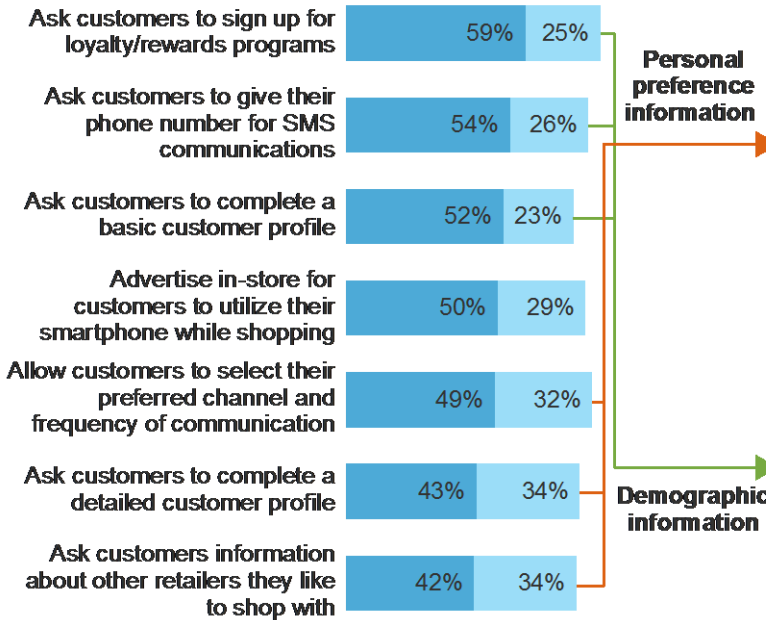 Ask customers to sign up for
loyalty/rewards programs
59% 25%
Personal
preference
information
Ask customers to give their
phone number for SMS
communications
54% 26%
Ask customers to complete a
basic customer profile
52% 23%
Advertise in-store for
customers to utilize their
smartphone while shopping
50% 29%
Allow customers to select their
preferred channel and
frequency of communication
49% 32%
Ask customers to complete a
detailed customer profile
43% 34%
Demographic
information
Ask customers information
about other retailers they like
to shop with
42% 34%